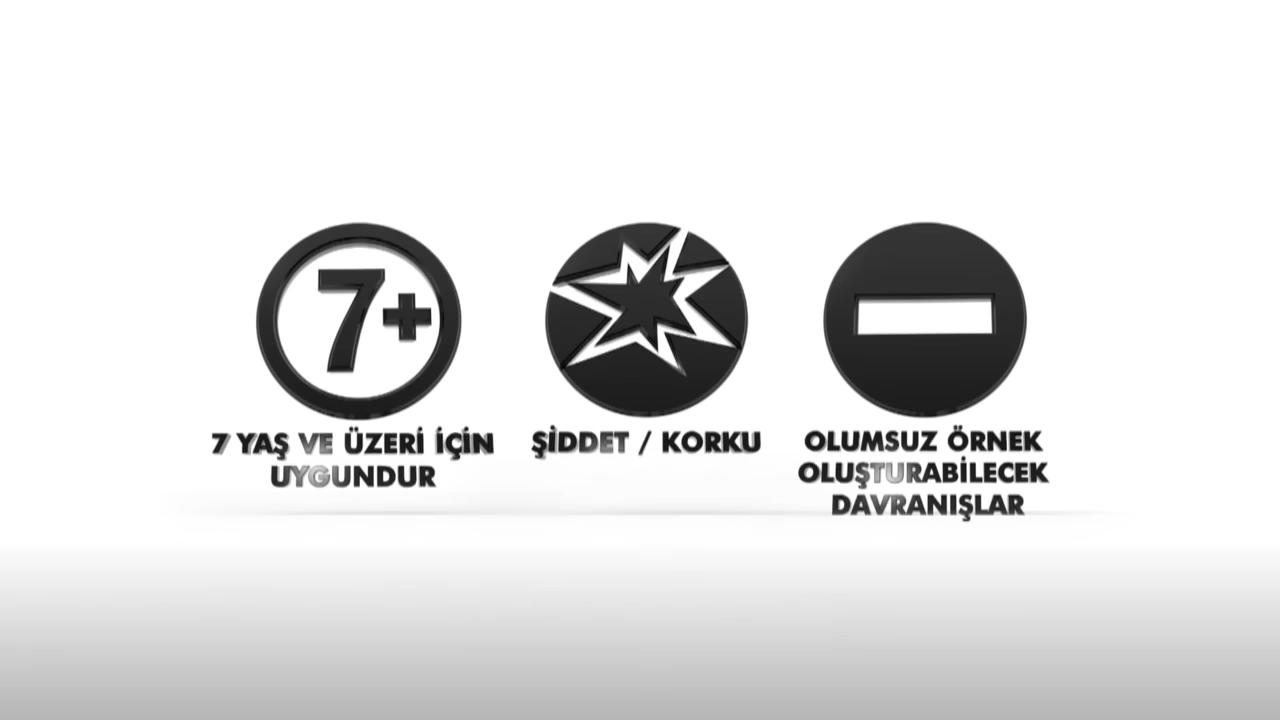 7+
7 YAŞ VE ÜZERİ İÇİN
UYGUNDUR
ŞİDDET / KORKU
OLUMSUZ ÖRNEK
OLUŞTURABİLECEK
DAVRANIŞLAR